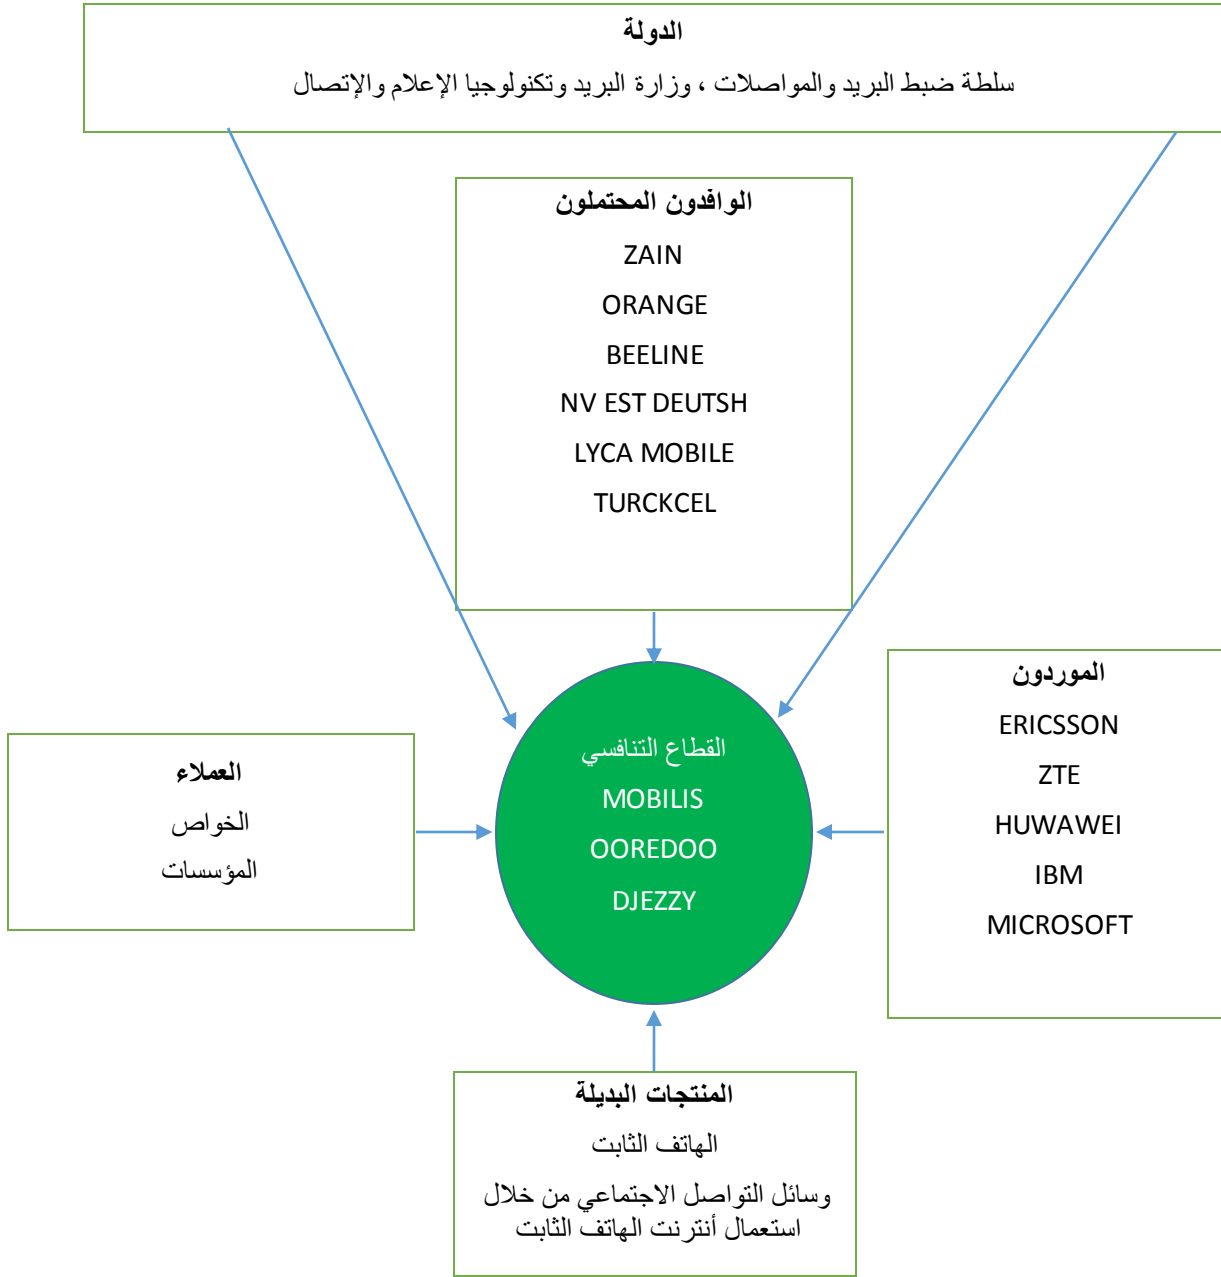 الدولة
سلطة ضبط البريد والمواصلات ، وزارة البريد وتكنولوجيا الإعلام والإتصال
الوافدون المحتملون
ZAIN
ORANGE
BEELINE
NV EST DEUTSH
LYCA MOBILE
TURCKCEL
الموردون
ERICSSON
ZTE
HUWAWEI
IBM
MICROSOFT
القطاع التنافسي
MOBILIS
OOREDOO
DJEZZY
العملاء
الخواص
المؤسسات
المنتجات البديلة
الهاتف الثابت
وسائل التواصل الاجتماعي من خلال
استعمال أنترنت الهاتف الثابت